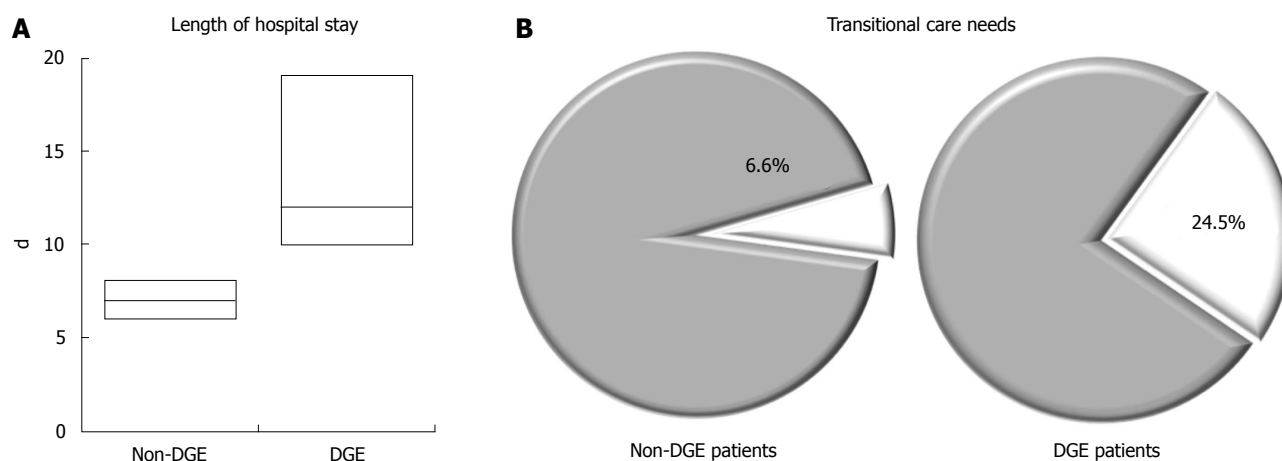 A
Length of hospital stay
20
15
10
5
0
d
Non-DGE
DGE
B
Transitional care needs
6.6%
24.5%
Non-DGE patients
DGE patients